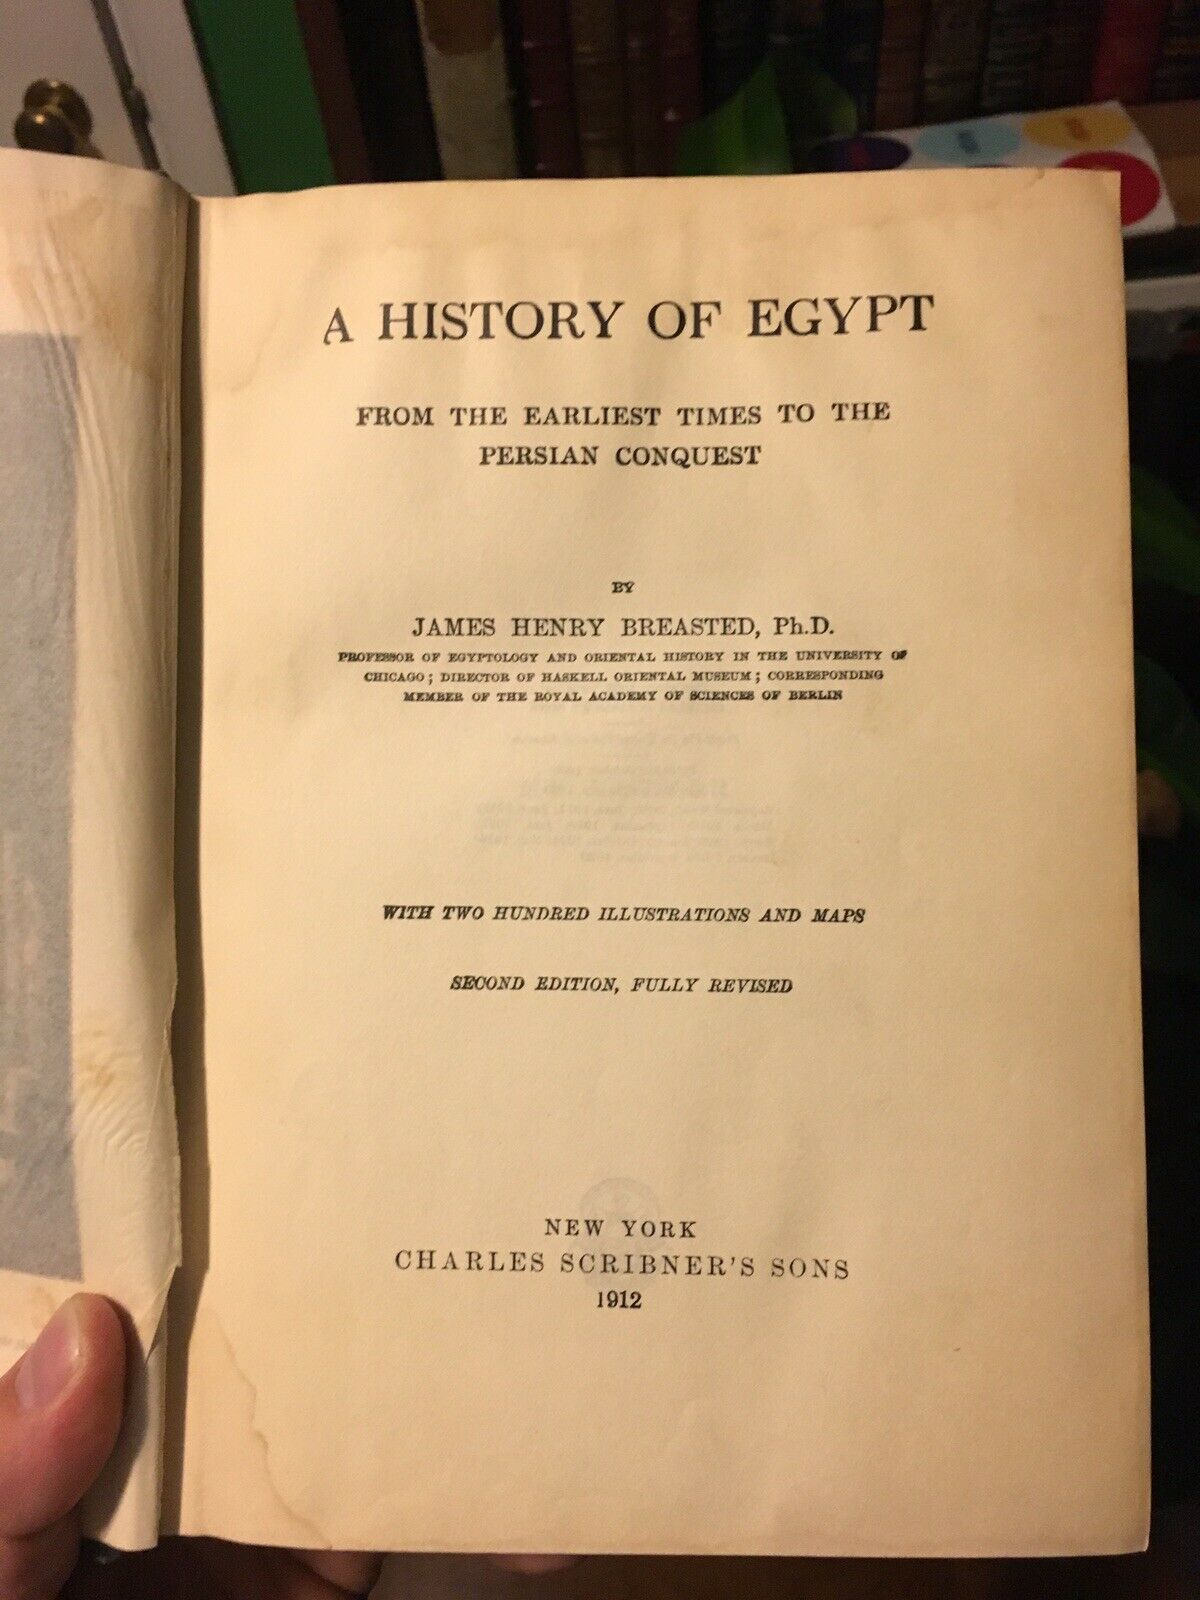 A HISTORY OF EGYPT
FROM THE EARLIEST TIMES TO THE
PERSIAN CONQUEST
BY
JAMES HENRY BREASTED, Ph.D.
PROFESSOR OF EGYPTOLOGY AND ORIENTAL HISTORY IN THE UNIVERSITY OF
CHICAGO; DIRECTOR OF HASKELL ORIENTAL MUSEUM; CORRESPONDING
MEMBER OF THE ROYAL ACADEMY OF SCIENCES OF BERLIN
WITH TWO HUNDRED ILLUSTRATIONS AND MAPS
SECOND EDITION, FULLY REVISED
NEW YORK
CHARLES SCRIBNER'S SONS
1912